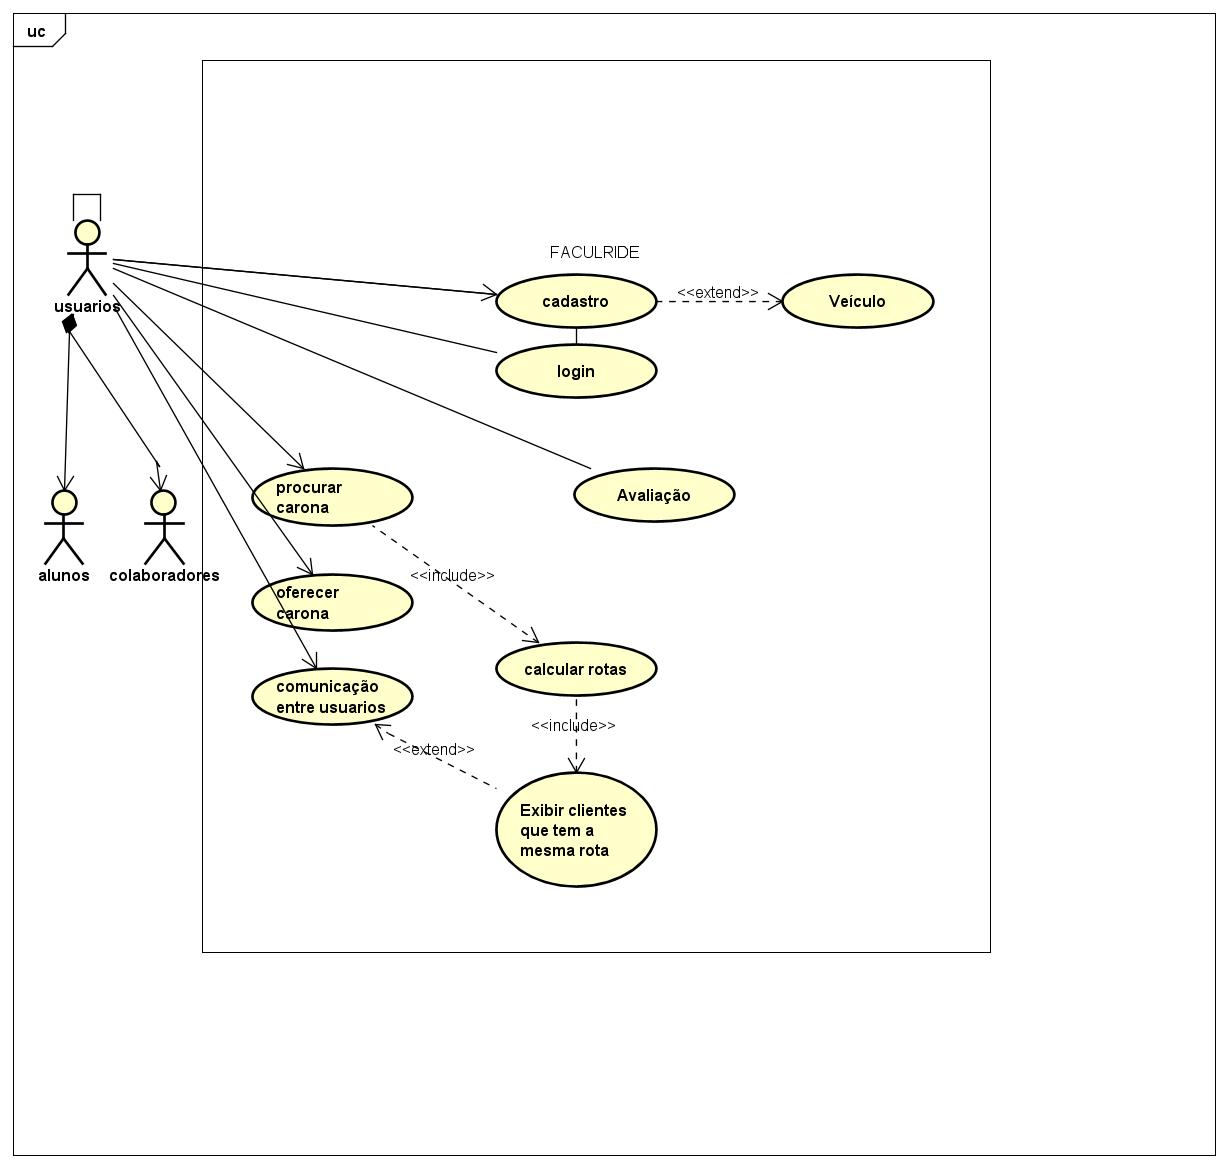 uc
FACULRIDE
usuarios
cadastro
<<extend>>
Veículo
login
procurar
carona
Avaliação
alunos
colaboradores
<<include>>
oferecer
carona
calcular rotas
comunicação
entre usuarios
<<include>>
<<extend>>
Exibir clientes
que tem a
mesma rota